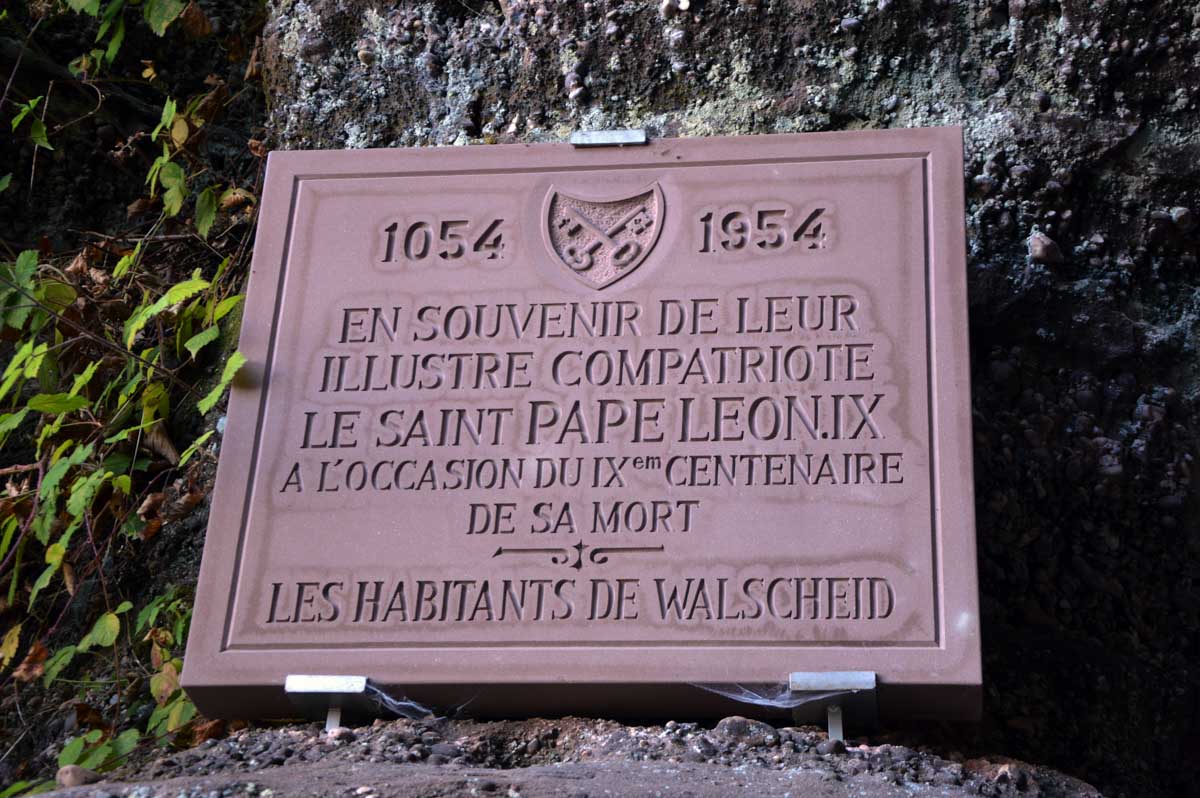 1054 1954
EN SOUVENIR DE LEUR
ILLUSTRE COMPATRIOTE
LE SAINT PAPE LEON.IX
A L'OCCASION DU IXem CENTENAIRE
DE SA MORT
LES HABITANTS DE WALSCHEID